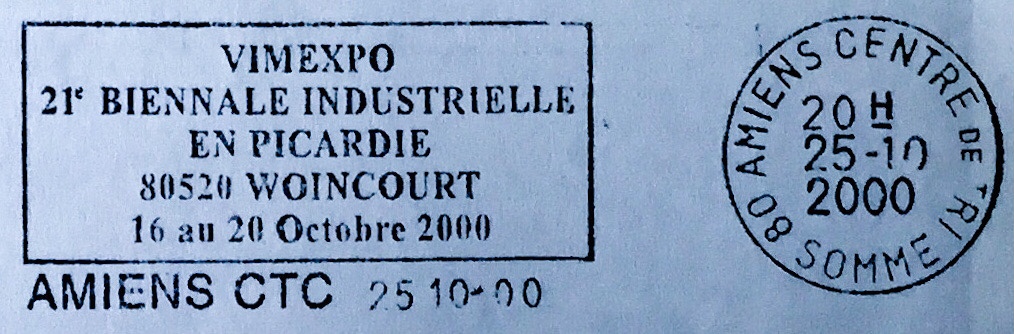 VIMEXPO
21e BIENNALE INDUSTRIELLE
EN PICARDIE
80520 WOINCOURT
16 au 20 Octobre 2000
AMIENS CTC 25 10-00
80 AMIENS CENTRE DE TRI
SOMME
20 H
25-10
2000